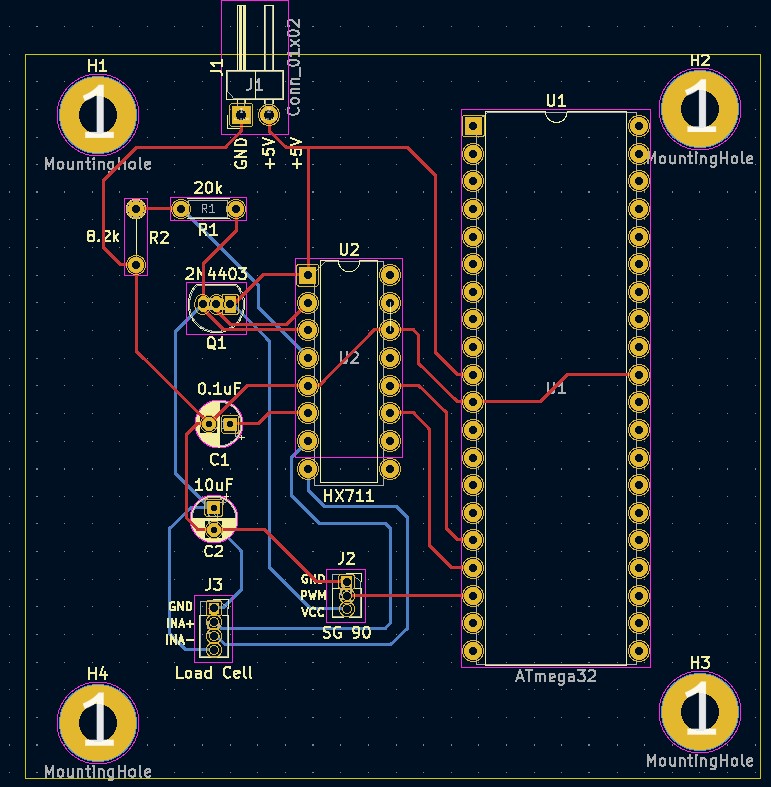 H1
1
MountingHole
J1
J1
Conn_01x02
GND
+5V
+5V
H2
1
MountingHole
U1
U1
ATmega32
20k
R1
R1
8.2k
R2
2N4403
Q1
U2
U2
HX711
0.1uF
+
C1
10uF
+
C2
J3
GND
INA+
INA-
Load Cell
J2
GND
PWM
VCC
SG 90
H4
1
MountingHole
H3
1
MountingHole